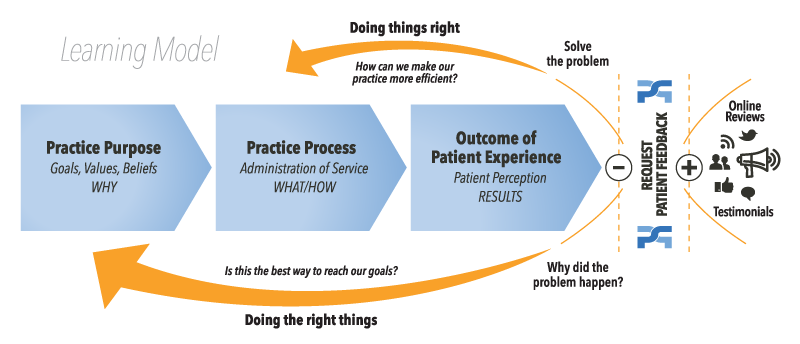 Learning Model
Doing things right
How can we make our
practice more efficient?
Solve
the problem
Practice Purpose
Goals, Values, Beliefs
WHY
Practice Process
Administration of Service
WHAT/HOW
Outcome of
Patient Experience
Patient Perception
RESULTS
−
REQUEST
PATIENT FEEDBACK
+
Online
Reviews
Testimonials
Is this the best way to reach our goals?
Doing the right things
Why did the
problem happen?